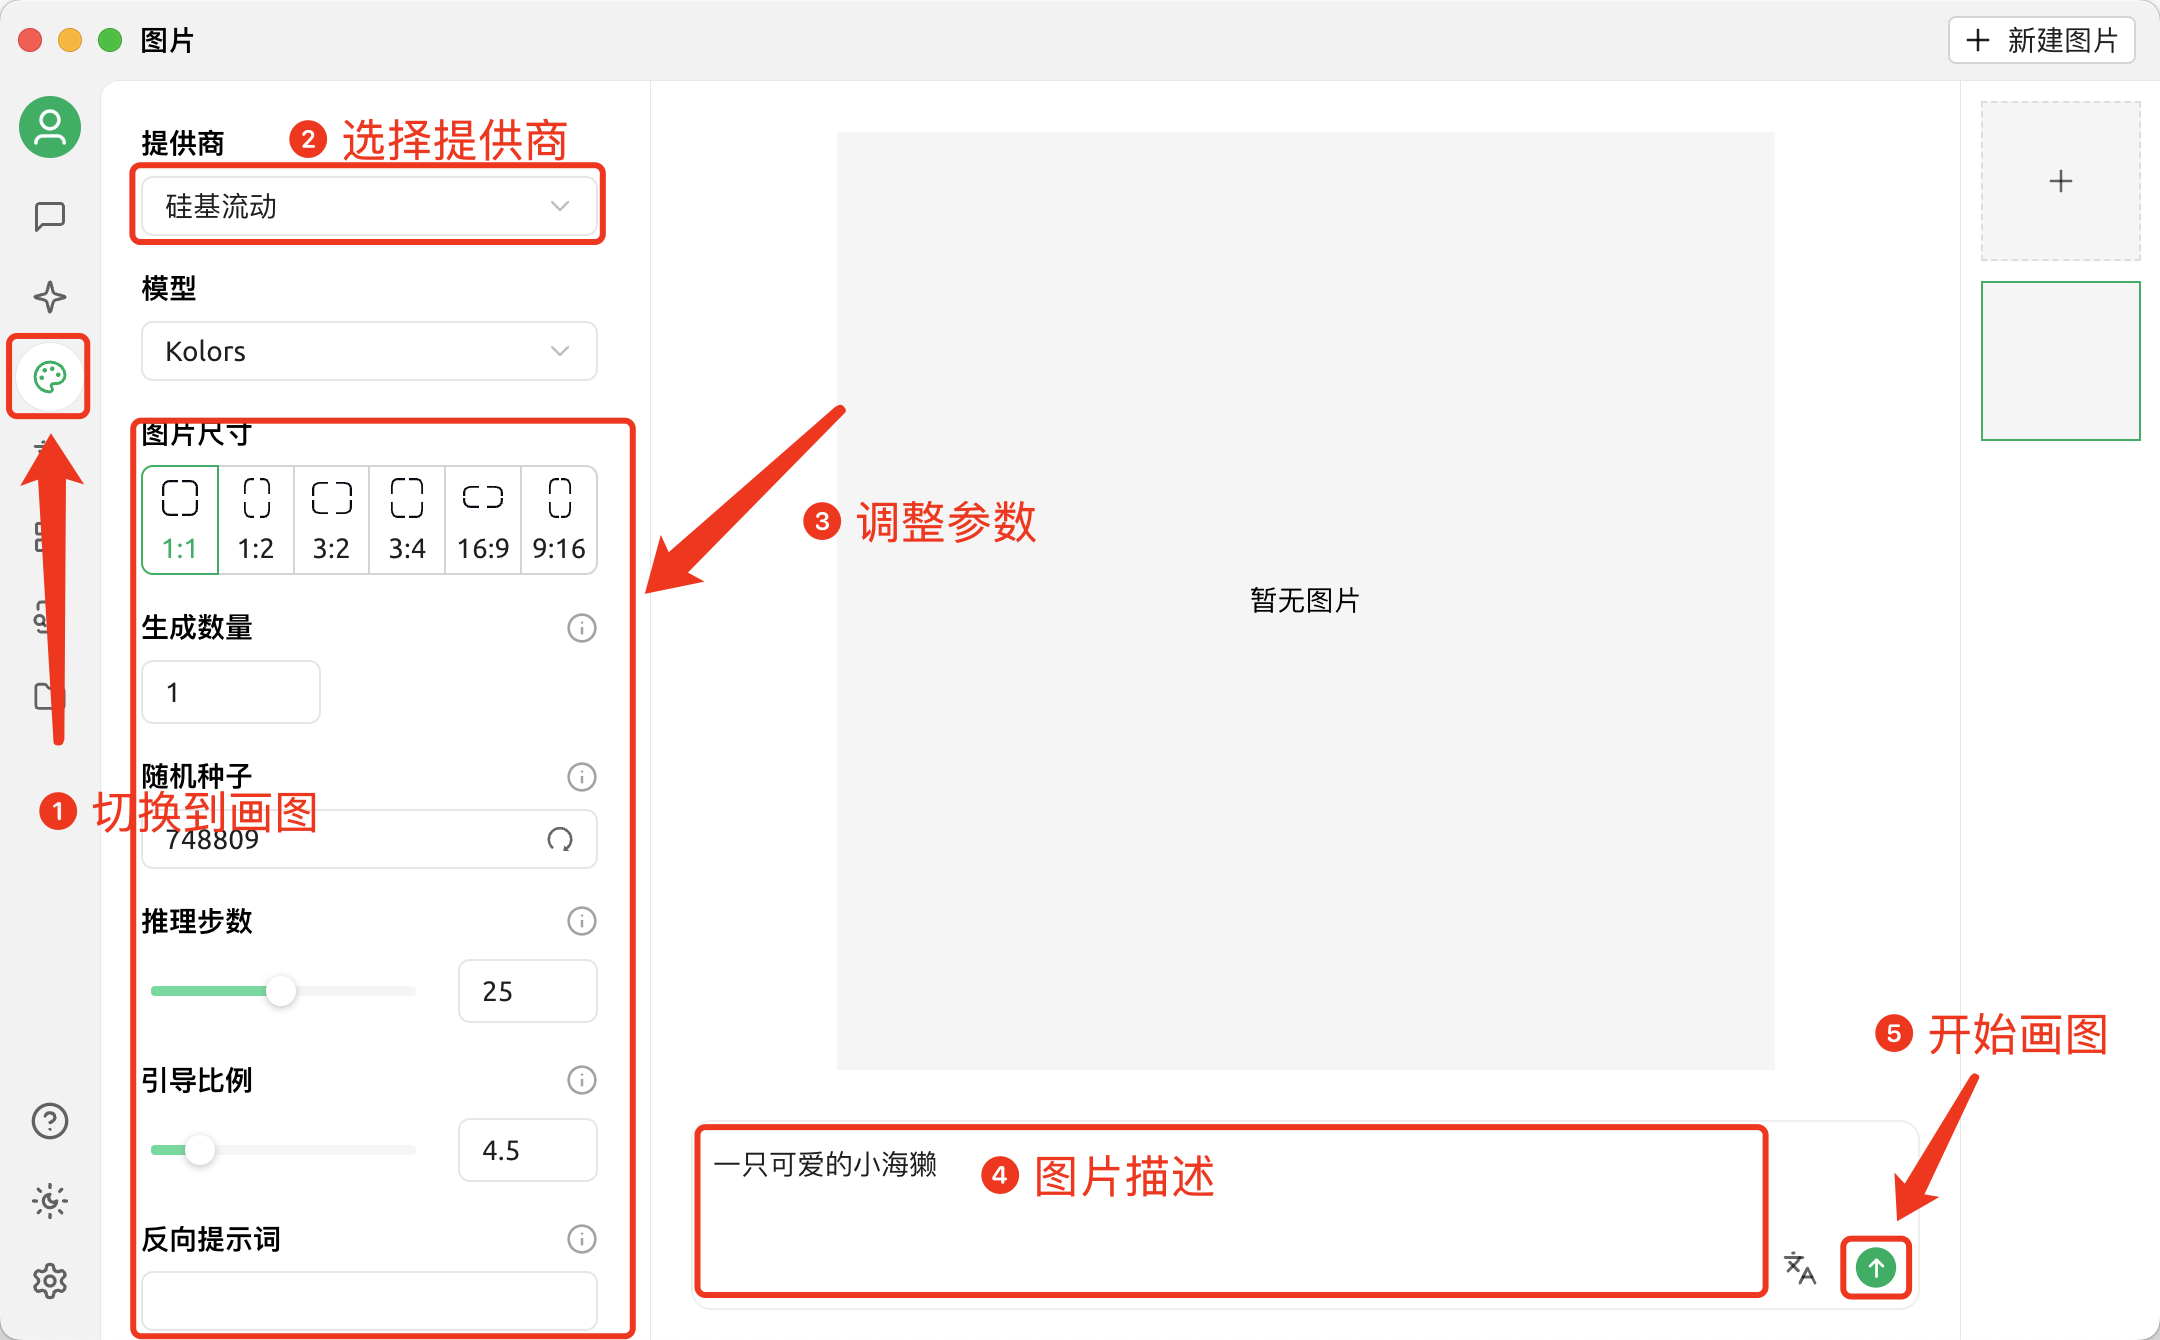 图片
新建图片
提供商
2 选择提供商
硅基流动
模型
Kolors
图片尺寸
1:1
1:2
3:2
3:4
16:9
9:16
3 调整参数
暂无图片
生成数量
1
随机种子
1 切换到画图
748809
推理步数
25
引导比例
4.5
反向提示词
5 开始画图
一只可爱的小海獭
4 图片描述